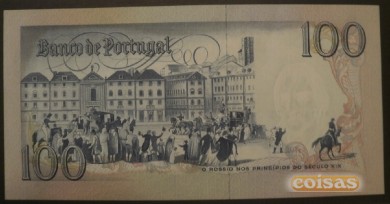 Banco de Portugal
100
100
O ROSSIO NOS PRINCÍPIOS DO SÉCULO XIX
coisas